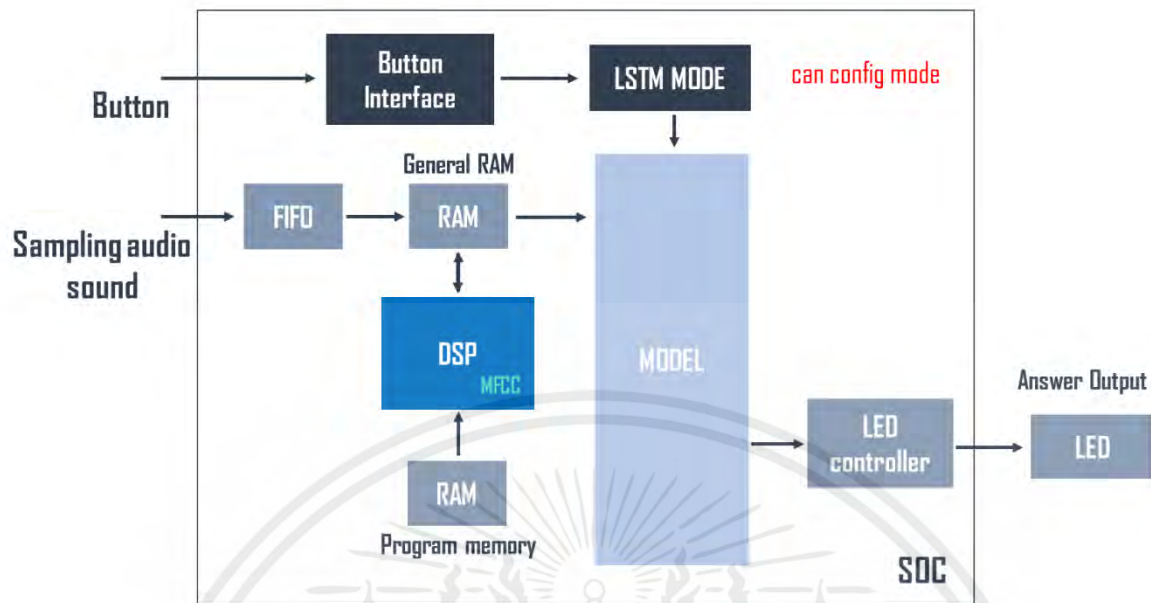 Button
Button
Interface
LSTM MODE
can config mode
Sampling audio
sound
FIFO
General RAM
RAM
DSP
MFCC
RAM
Program memory
MODEL
LED
controller
Answer Output
LED
SOC